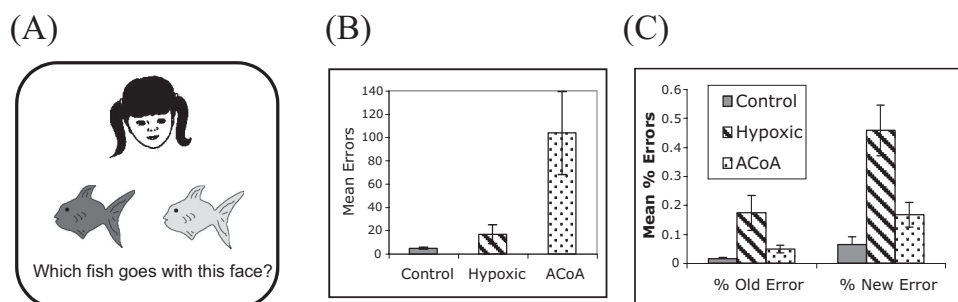 (A)
Which fish goes with this face?
(B)
Mean Errors
140
120
100
80
60
40
20
0
Control Hypoxic ACoA
(C)
Mean % Errors
0.6
0.5
0.4
0.3
0.2
0.1
0
Control
Hypoxic
ACoA
% Old Error % New Error